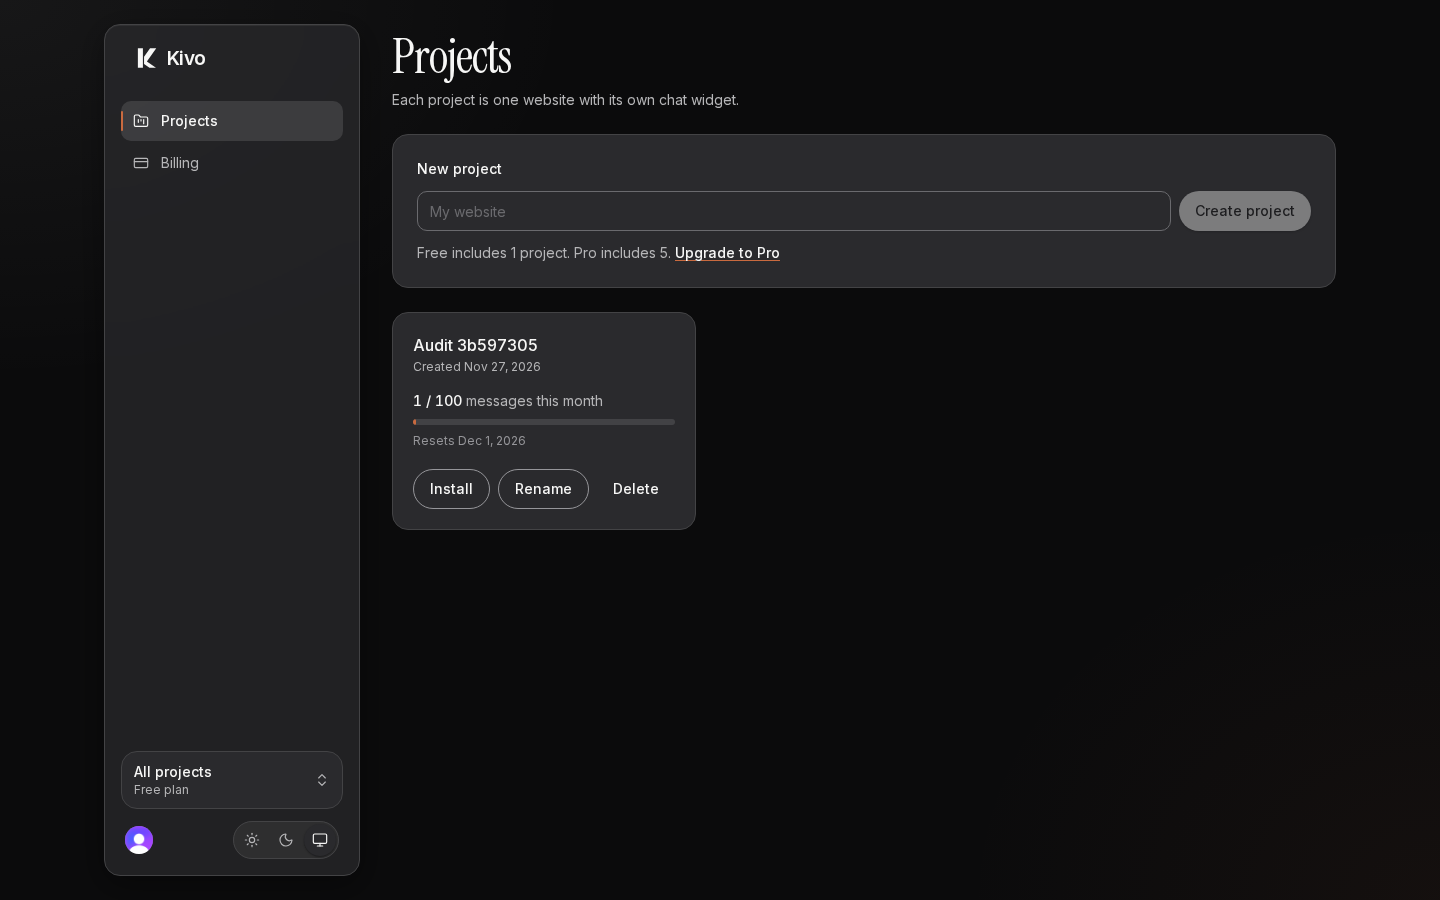 Kivo
Projects
Billing
All projects
Free plan
Projects
Each project is one website with its own chat widget.
New project
My website
Create project
Free includes 1 project. Pro includes 5. Upgrade to Pro
Audit 3b597305
Created Nov 27, 2026
1 / 100 messages this month
Resets Dec 1, 2026
Install
Rename
Delete